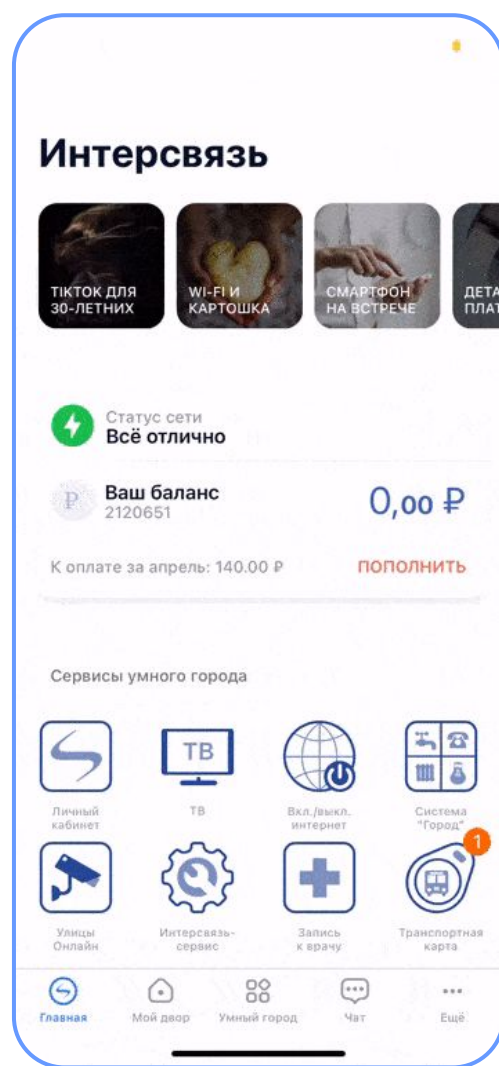 Интерсвязь
TIKTOK ДЛЯ
30-ЛЕТНИХ
WI-FI И
КАРТОШКА
СМАРТФОН
НА ВСТРЕЧЕ
ДЕТА
ПЛАТ
Статус сети
Всё отлично
₽
Ваш баланс
2120651
0,00 ₽
К оплате за апрель: 140.00 ₽
ПОПОЛНИТЬ
Сервисы умного города
ТВ
Личный
кабинет
ТВ
Вкл./выкл.
интернет
Система
"Город"
1
Улицы
Онлайн
Интерсвязь-
сервис
Запись
к врачу
Транспортная
карта
Главная
Мой двор
Умный город
Чат
Ещё